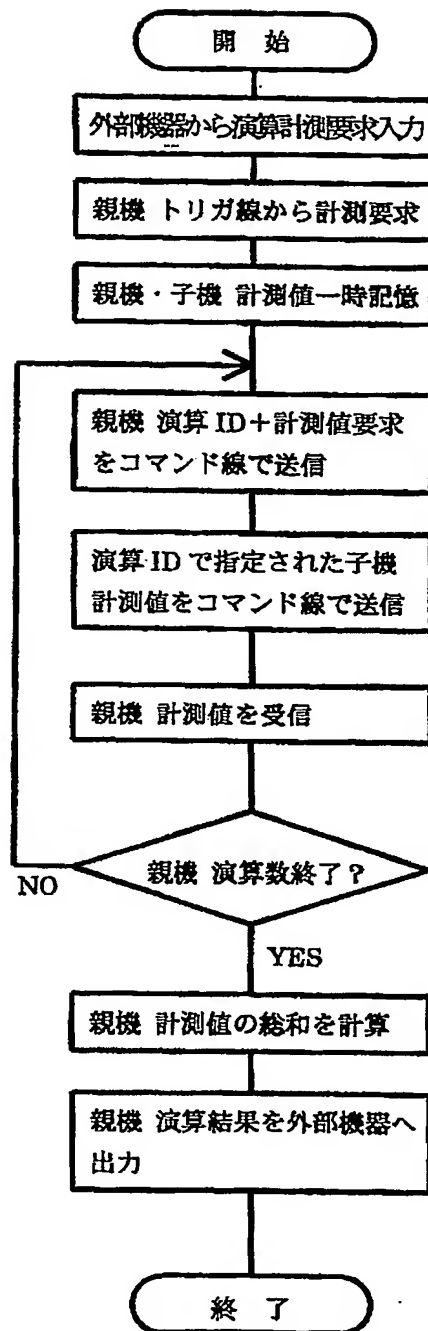 開 始
外部機器から演算計測要求入力
親機 トリガ線から計測要求
親機・子機 計測値一時記憶
親機 演算 ID+計測値要求
をコマンド線で送信
演算 ID で指定された子機
計測値をコマンド線で送信
親機 計測値を受信
親機 演算数終了?
NO
YES
親機 計測値の総和を計算
親機 演算結果を外部機器へ
出力
終 了